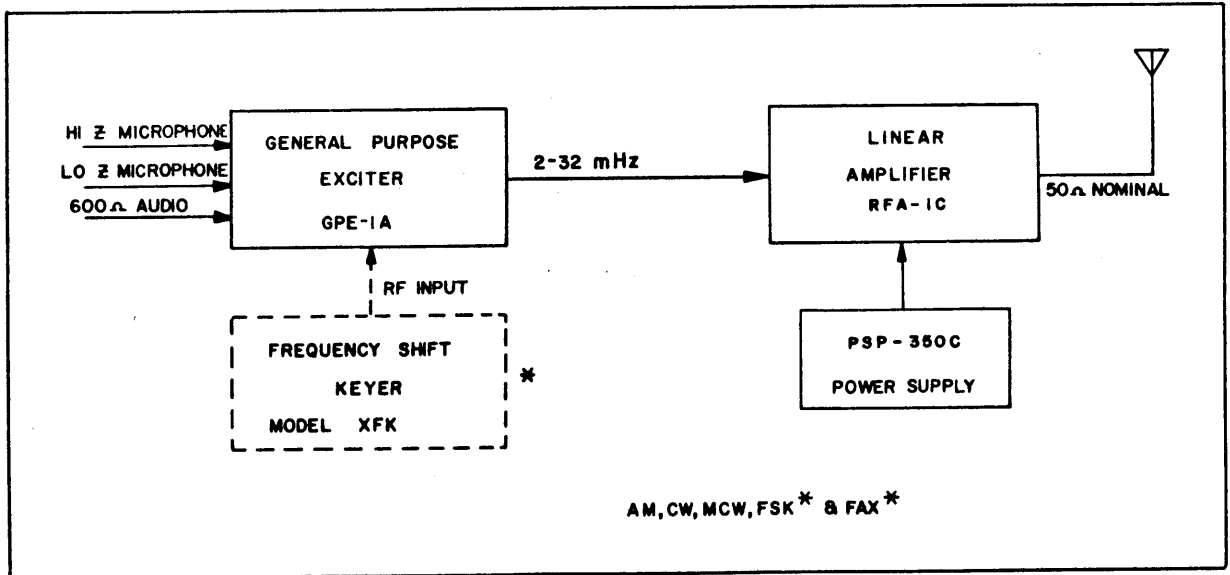 HI Z MICROPHONE
LO Z MICROPHONE
600Ω AUDIO
GENERAL PURPOSE
EXCITER
GPE-1A
2-32 mHz
LINEAR
AMPLIFIER
RFA-1C
50Ω NOMINAL
RF INPUT
FREQUENCY SHIFT
KEYER
MODEL XFK
*
PSP-350C
POWER SUPPLY
AM, CW, MCW, FSK* & FAX*